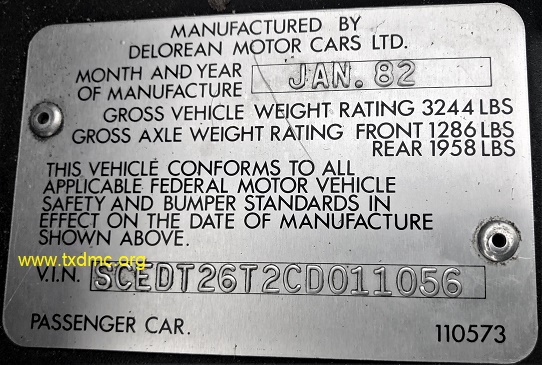 MANUFACTURED BY
DELOREAN MOTOR CARS LTD.
MONTH AND YEAR
OF MANUFACTURE JAN. 82
GROSS VEHICLE WEIGHT RATING 3244 LBS
GROSS AXLE WEIGHT RATING FRONT 1286 LBS
REAR 1958 LBS
THIS VEHICLE CONFORMS TO ALL
APPLICABLE FEDERAL MOTOR VEHICLE
SAFETY AND BUMPER STANDARDS IN
EFFECT ON THE DATE OF MANUFACTURE
SHOWN ABOVE.
www.txdmc.org
V.I.N. SCEDT26T2CD011056
PASSENGER CAR. 110573